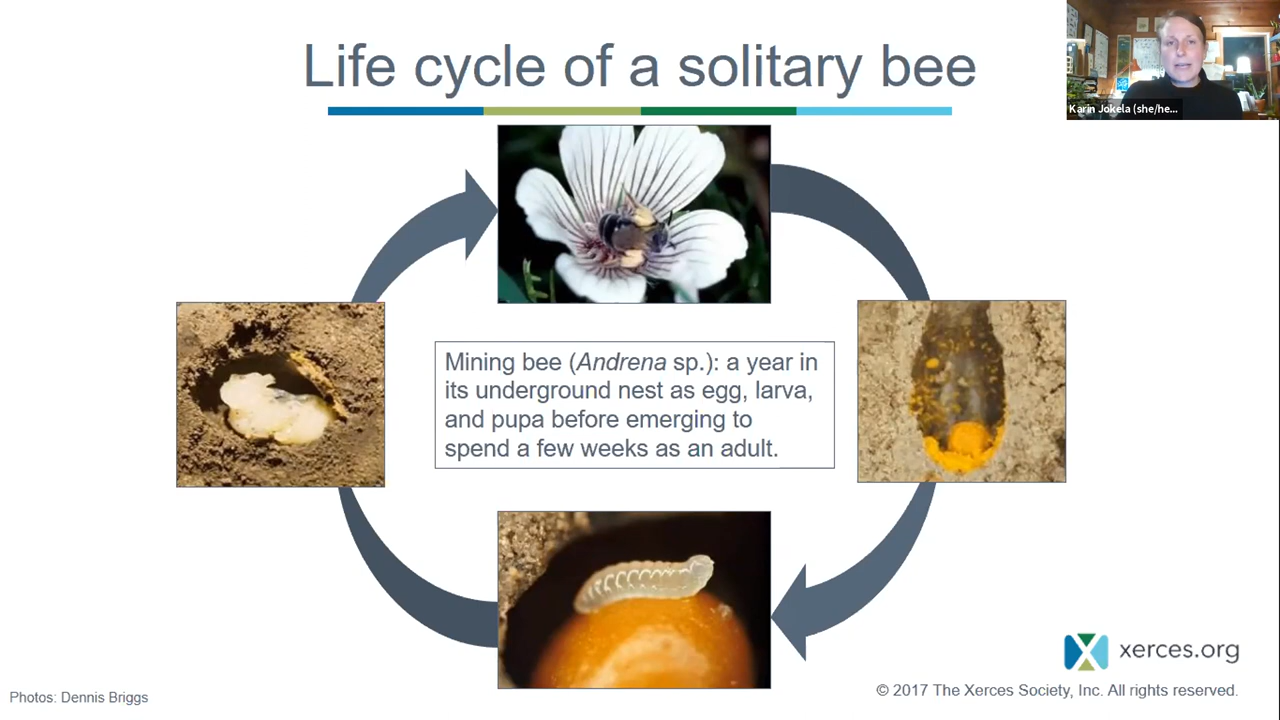 Life cycle of a solitary bee
Karin Jokela (she/he...
Mining bee (Andrena sp.): a year in
its underground nest as egg, larva,
and pupa before emerging to
spend a few weeks as an adult.
xerces.org
Photos: Dennis Briggs
© 2017 The Xerces Society, Inc. All rights reserved.